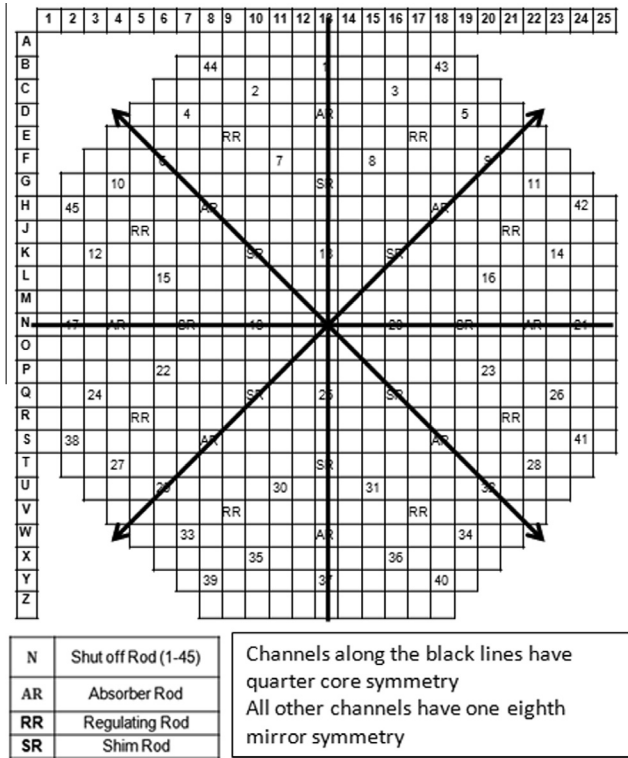 1 2 3 4 5 6 7 8 9 10 11 12 13 14 15 16 17 18 19 20 21 22 23 24 25
A
B 44 1 43
C 2 3
D 4 AR 5
E RR RR
F 6 7 8 9
G 10 SR 11
H 45 AR AR 42
J RR RR
K 12 SR 13 SR 14
L 15 16
M
N 17 AR SR 18 20 SR AR 21
O
P 22 23
Q 24 SR 25 SR 26
R RR RR
S 38 AR AR 41
T 27 SR 28
U 29 30 31 32
V RR RR
W 33 AR 34
X 35 36
Y 39 37 40
Z
N Shut off Rod (1-45)
AR Absorber Rod
RR Regulating Rod
SR Shim Rod
Channels along the black lines have
quarter core symmetry
All other channels have one eighth
mirror symmetry